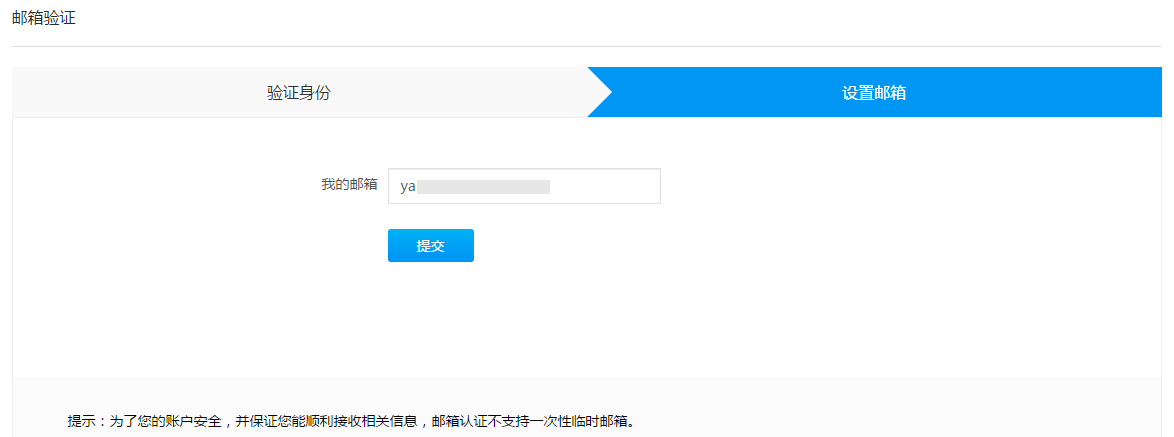 邮箱验证
验证身份
设置邮箱
我的邮箱
ya
提交
提示：为了您的账户安全，并保证您能顺利接收相关信息，邮箱认证不支持一次性临时邮箱。